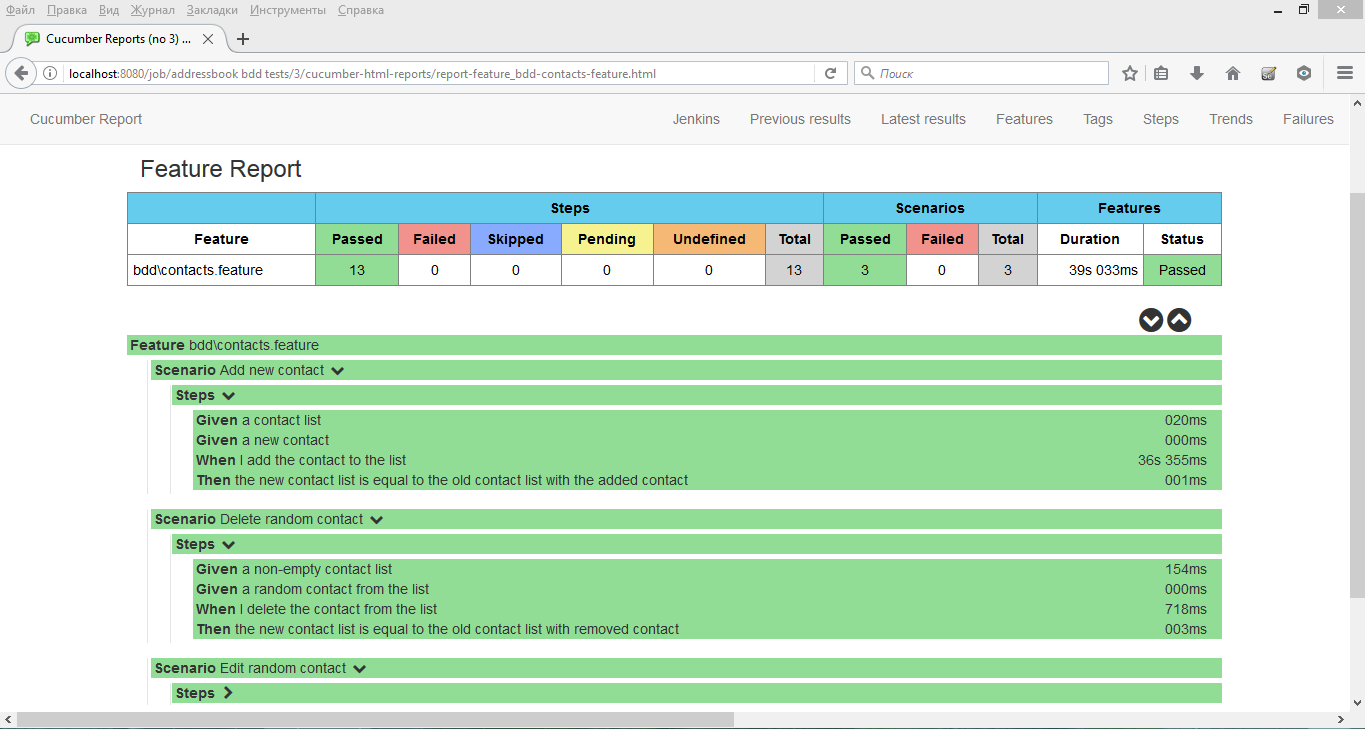 Файл Правка Вид Журнал Закладки Инструменты Справка
Cucumber Reports (no 3) ...
localhost:8080/job/addressbook bdd tests/3/cucumber-html-reports/report-feature_bdd-contacts-feature.html
Поиск
Cucumber Report Jenkins Previous results Latest results Features Tags Steps Trends Failures
Feature Report
Steps Scenarios Features
Feature Passed Failed Skipped Pending Undefined Total Passed Failed Total Duration Status
bdd\contacts.feature 13 0 0 0 0 13 3 0 3 39s 033ms Passed
Feature bdd\contacts.feature
Scenario Add new contact
Steps
Given a contact list 020ms
Given a new contact 000ms
When I add the contact to the list 36s 355ms
Then the new contact list is equal to the old contact list with the added contact 001ms
Scenario Delete random contact
Steps
Given a non-empty contact list 154ms
Given a random contact from the list 000ms
When I delete the contact from the list 718ms
Then the new contact list is equal to the old contact list with removed contact 003ms
Scenario Edit random contact
Steps